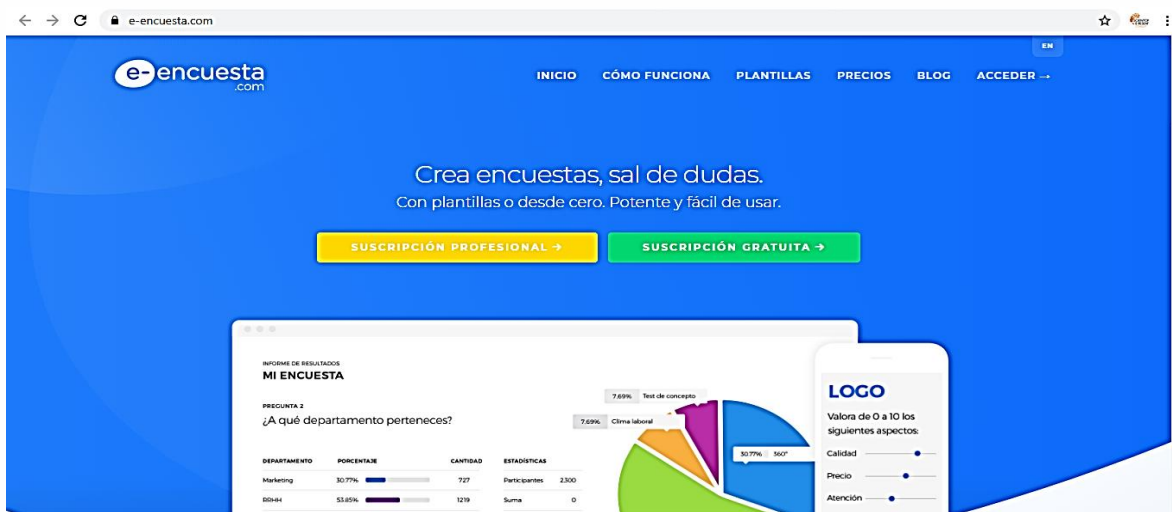 e-encuesta.com
EN
e-encuesta
.com
INICIO CÓMO FUNCIONA PLANTILLAS PRECIOS BLOG ACCEDER →
Crea encuestas, sal de dudas.
Con plantillas o desde cero. Potente y fácil de usar.
SUSCRIPCIÓN PROFESIONAL → SUSCRIPCIÓN GRATUITA →
INFORME DE RESULTADOS
MI ENCUESTA
PREGUNTA 2
¿A qué departamento perteneces?
DEPARTAMENTO PORCENTAJE CANTIDAD ESTADÍSTICAS
Marketing 30.77% 727 Participantes 2.300
RRHH 53.85% 1219 Suma 0
7.69% Test de concepto
7.69% Clima laboral
30.77% 360°
LOGO
Valora de 0 a 10 los
siguientes aspectos:
Calidad
Precio
Atención